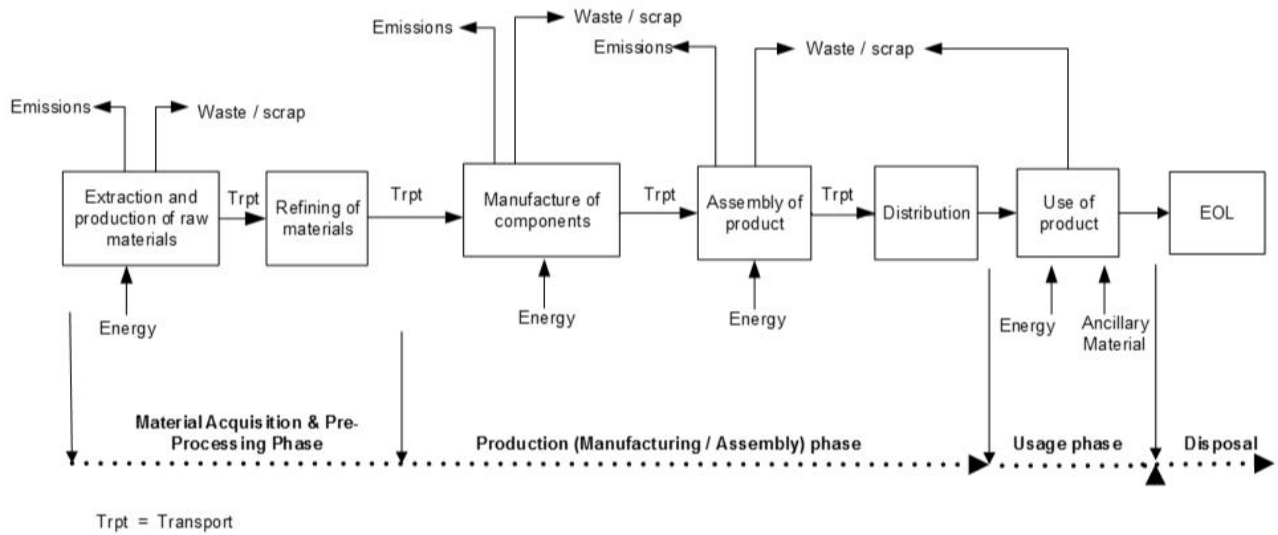 Emissions
Waste / scrap
Emissions
Waste / scrap
Emissions
Waste / scrap
Extraction and
production of raw
materials
Trpt
Refining of
materials
Trpt
Manufacture of
components
Trpt
Assembly of
product
Trpt
Distribution
Use of
product
EOL
Energy
Energy
Energy
Energy
Ancillary
Material
Material Acquisition & Pre-
Processing Phase
Production (Manufacturing / Assembly) phase
Usage phase
Disposal
Trpt = Transport